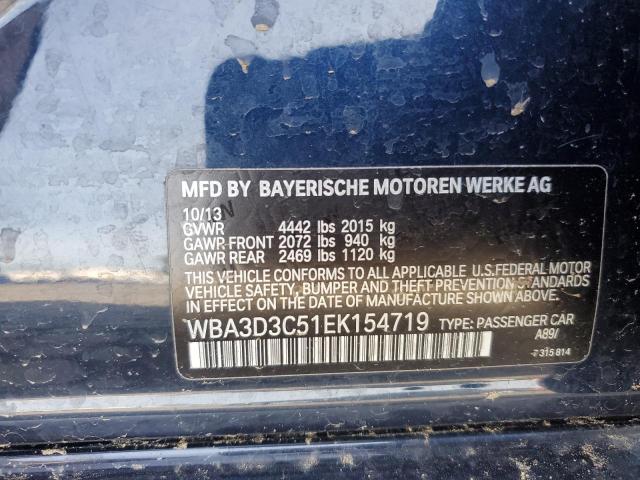 MFD BY BAYERISCHE MOTOREN WERKE AG
10/13
GVWR 4442 lbs 2015 kg
GAWR FRONT 2072 lbs 940 kg
GAWR REAR 2469 lbs 1120 kg
THIS VEHICLE CONFORMS TO ALL APPLICABLE U.S.FEDERAL MOTOR
VEHICLE SAFETY, BUMPER AND THEFT PREVENTION STANDARDS
IN EFFECT ON THE DATE OF MANUFACTURE SHOWN ABOVE.
WBA3D3C51EK154719 TYPE: PASSENGER CAR
A89/
7315814